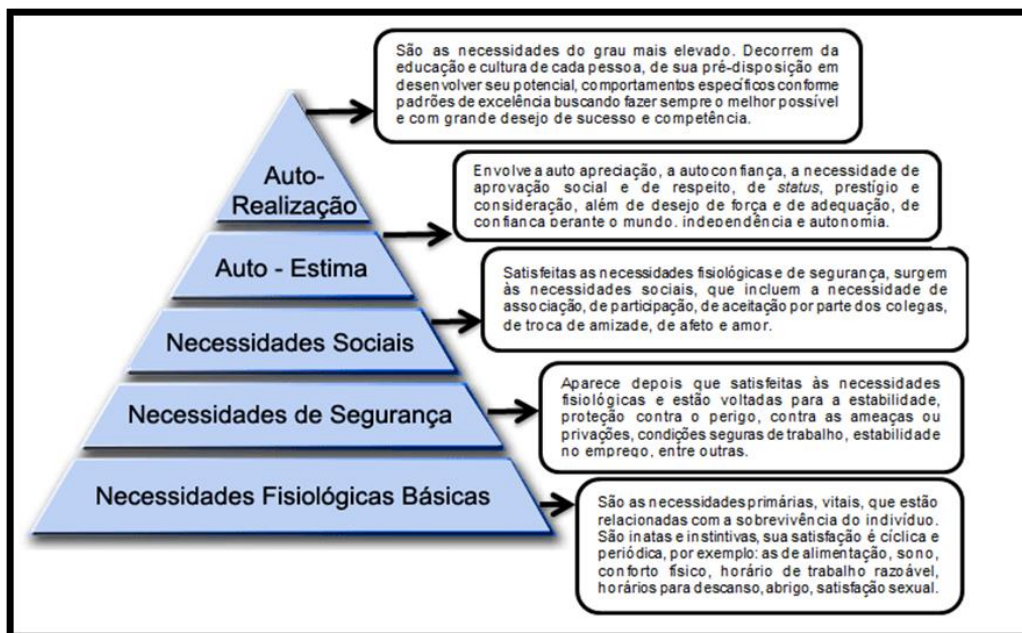 São as necessidades do grau mais elevado. Decorrem da
educação e cultura de cada pessoa, de sua pré-disposição em
desenvolver seu potencial, comportamentos específicos conforme
padrões de excelência buscando fazer sempre o melhor possível
e com grande desejo de sucesso e competência.
Auto-
Realização
Envolve a auto apreciação, a autoconfiança, a necessidade de
aprovação social e de respeito, de status, prestígio e
consideração, além de desejo de força e de adequação, de
confiança perante o mundo, independência e autonomia.
Auto - Estima
Satisfeitas as necessidades fisiológicas e de segurança, surgem
às necessidades sociais, que incluem a necessidade de
associação, de participação, de aceitação por parte dos colegas,
de troca de amizade, de afeto e amor.
Necessidades Sociais
Aparece depois que satisfeitas às necessidades
fisiológicas e estão voltadas para a estabilidade,
proteção contra o perigo, contra as ameaças ou
privações, condições seguras de trabalho, estabilidade
no emprego, entre outras.
Necessidades de Segurança
Necessidades Fisiológicas Básicas
São as necessidades primárias, vitais, que estão
relacionadas com a sobrevivência do indivíduo.
São inatas e instintivas, sua satisfação é cíclica e
periódica, por exemplo: as de alimentação, sono,
conforto físico, horário de trabalho razoável,
horários para descanso, abrigo, satisfação sexual.